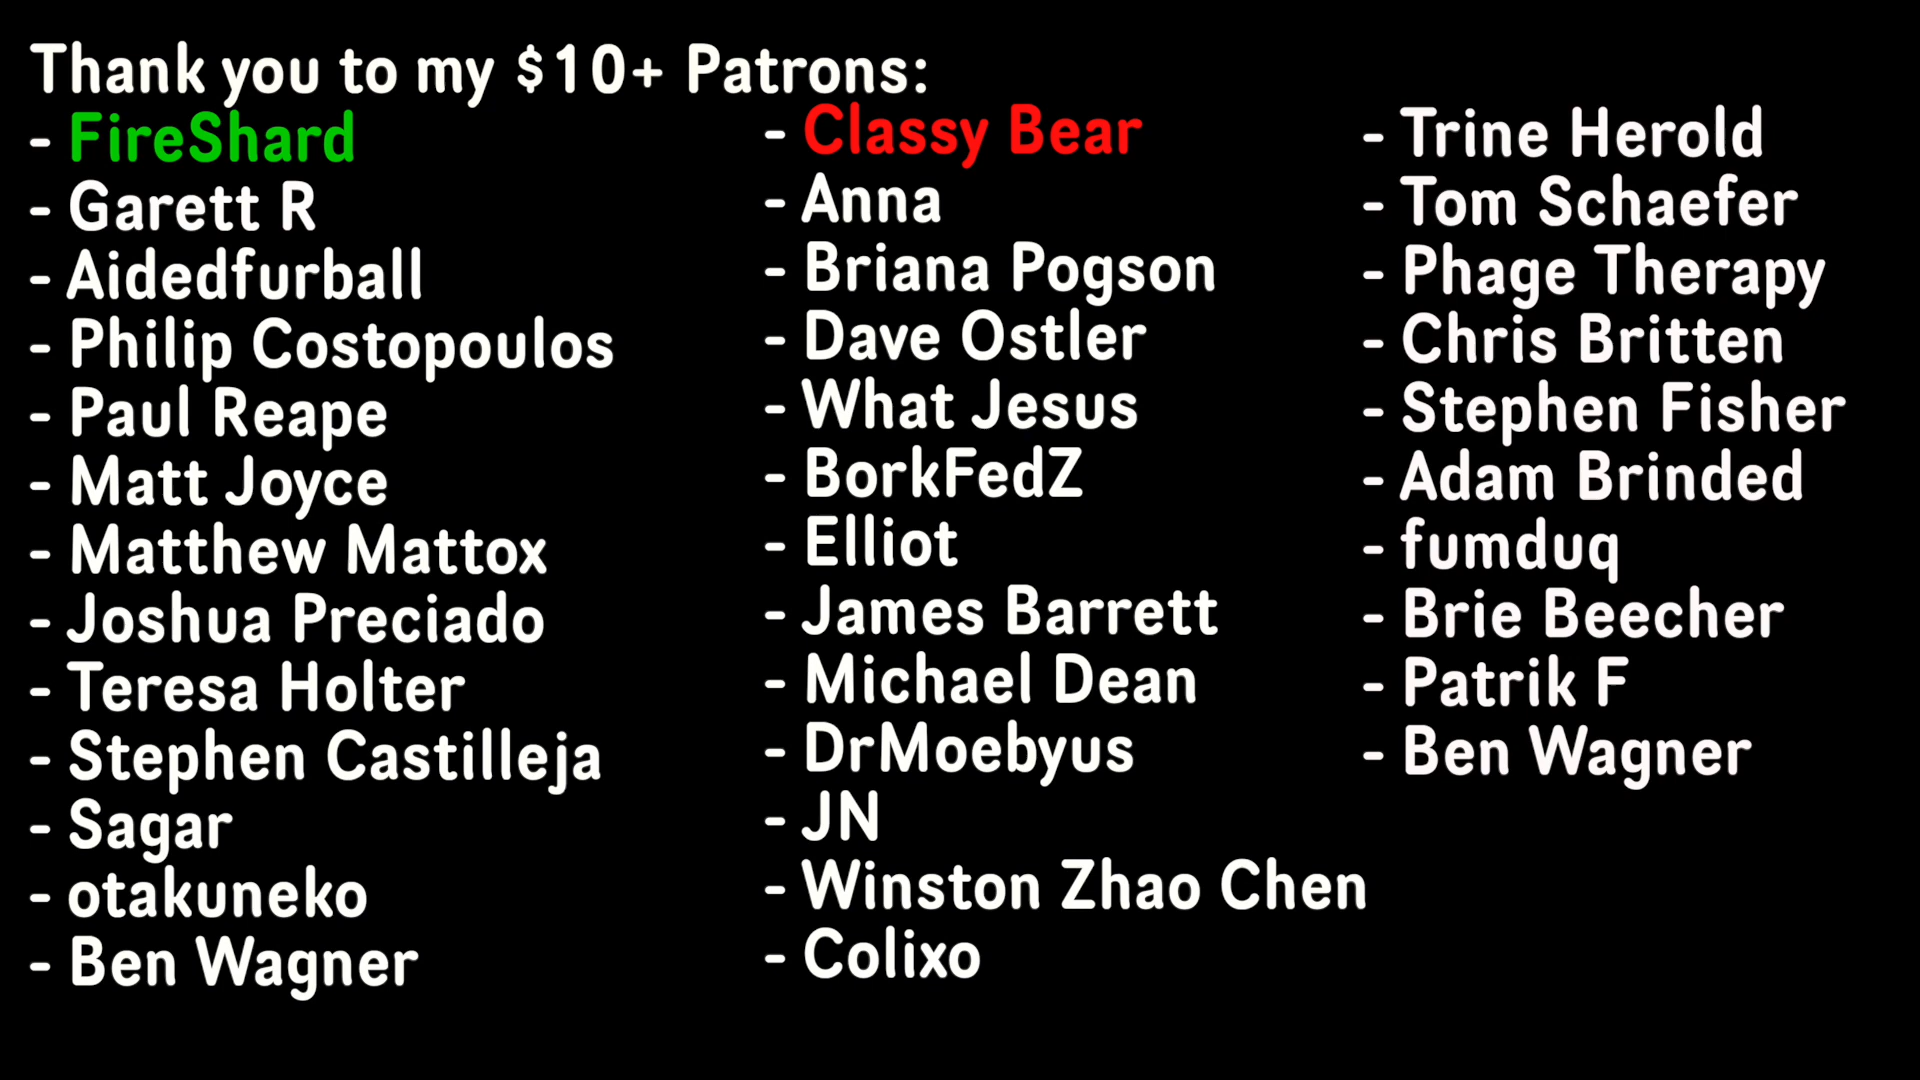 Thank you to my $10+ Patrons:
- FireShard
- Garett R
- Aidedfurball
- Philip Costopoulos
- Paul Reape
- Matt Joyce
- Matthew Mattox
- Joshua Preciado
- Teresa Holter
- Stephen Castilleja
- Sagar
- otakuneko
- Ben Wagner
- Classy Bear
- Anna
- Briana Pogson
- Dave Ostler
- What Jesus
- BorkFedZ
- Elliot
- James Barrett
- Michael Dean
- DrMoebyus
- JN
- Winston Zhao Chen
- Colixo
- Trine Herold
- Tom Schaefer
- Phage Therapy
- Chris Britten
- Stephen Fisher
- Adam Brinded
- fumduq
- Brie Beecher
- Patrik F
- Ben Wagner